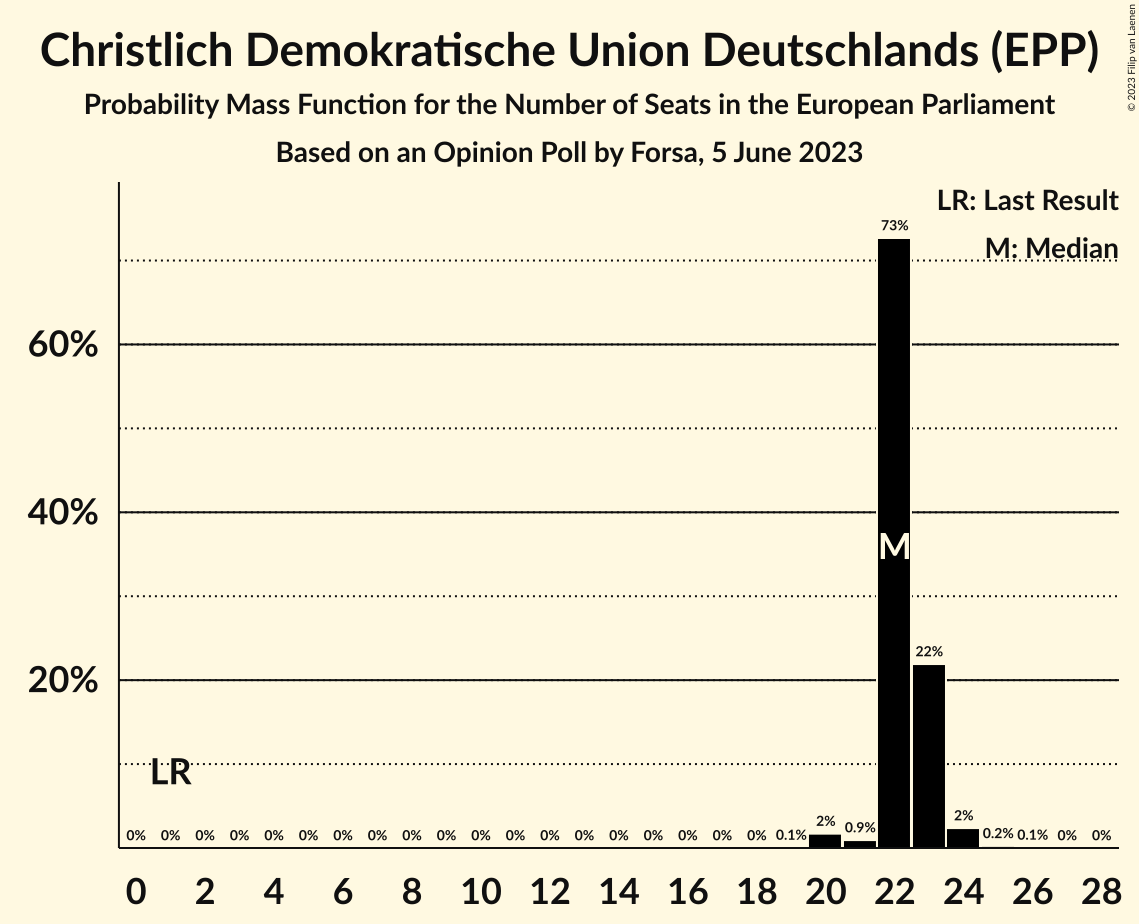 Christlich Demokratische Union Deutschlands (EPP)
Probability Mass Function for the Number of Seats in the European Parliament
Based on an Opinion Poll by Forsa, 5 June 2023
© 2023 Filip van Laenen
LR: Last Result
M: Median
73%
60%
40%
M
22%
20%
LR
0% 0% 0% 0% 0% 0% 0% 0% 0% 0% 0% 0% 0% 0% 0% 0% 0% 0% 0% 0.1% 2% 0.9% 2% 0.2% 0.1% 0% 0%
0 2 4 6 8 10 12 14 16 18 20 22 24 26 28